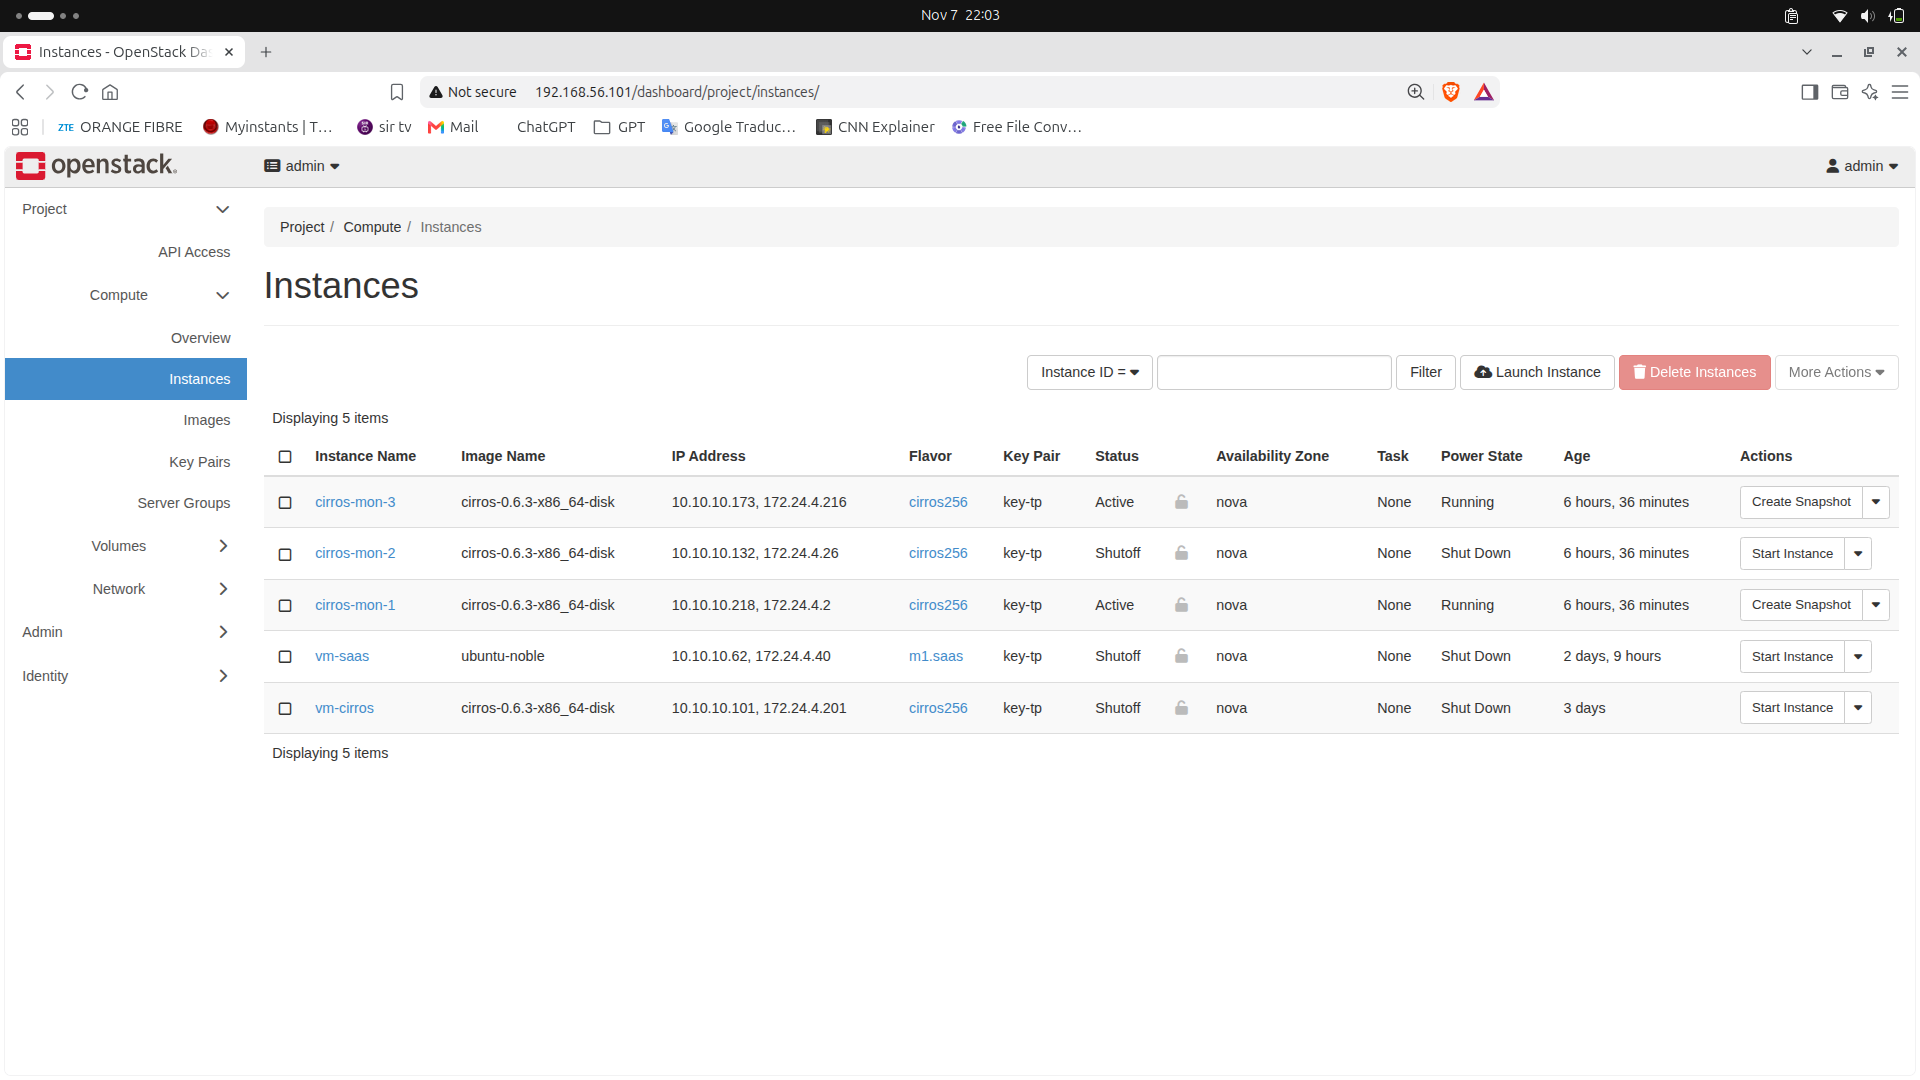 Nov 7 22:03
Instances - OpenStack Da
Not secure 192.168.56.101/dashboard/project/instances/
ZTE ORANGE FIBRE Myinstants | T… sir tv Mail ChatGPT GPT Google Traduc… CNN Explainer Free File Conv…
openstack. admin admin
Project
API Access
Compute
Overview
Instances
Images
Key Pairs
Server Groups
Volumes
Network
Admin
Identity
Project / Compute / Instances
Instances
Instance ID = Filter Launch Instance Delete Instances More Actions
Displaying 5 items
Instance Name Image Name IP Address Flavor Key Pair Status Availability Zone Task Power State Age Actions
cirros-mon-3 cirros-0.6.3-x86_64-disk 10.10.10.173, 172.24.4.216 cirros256 key-tp Active nova None Running 6 hours, 36 minutes Create Snapshot
cirros-mon-2 cirros-0.6.3-x86_64-disk 10.10.10.132, 172.24.4.26 cirros256 key-tp Shutoff nova None Shut Down 6 hours, 36 minutes Start Instance
cirros-mon-1 cirros-0.6.3-x86_64-disk 10.10.10.218, 172.24.4.2 cirros256 key-tp Active nova None Running 6 hours, 36 minutes Create Snapshot
vm-saas ubuntu-noble 10.10.10.62, 172.24.4.40 m1.saas key-tp Shutoff nova None Shut Down 2 days, 9 hours Start Instance
vm-cirros cirros-0.6.3-x86_64-disk 10.10.10.101, 172.24.4.201 cirros256 key-tp Shutoff nova None Shut Down 3 days Start Instance
Displaying 5 items